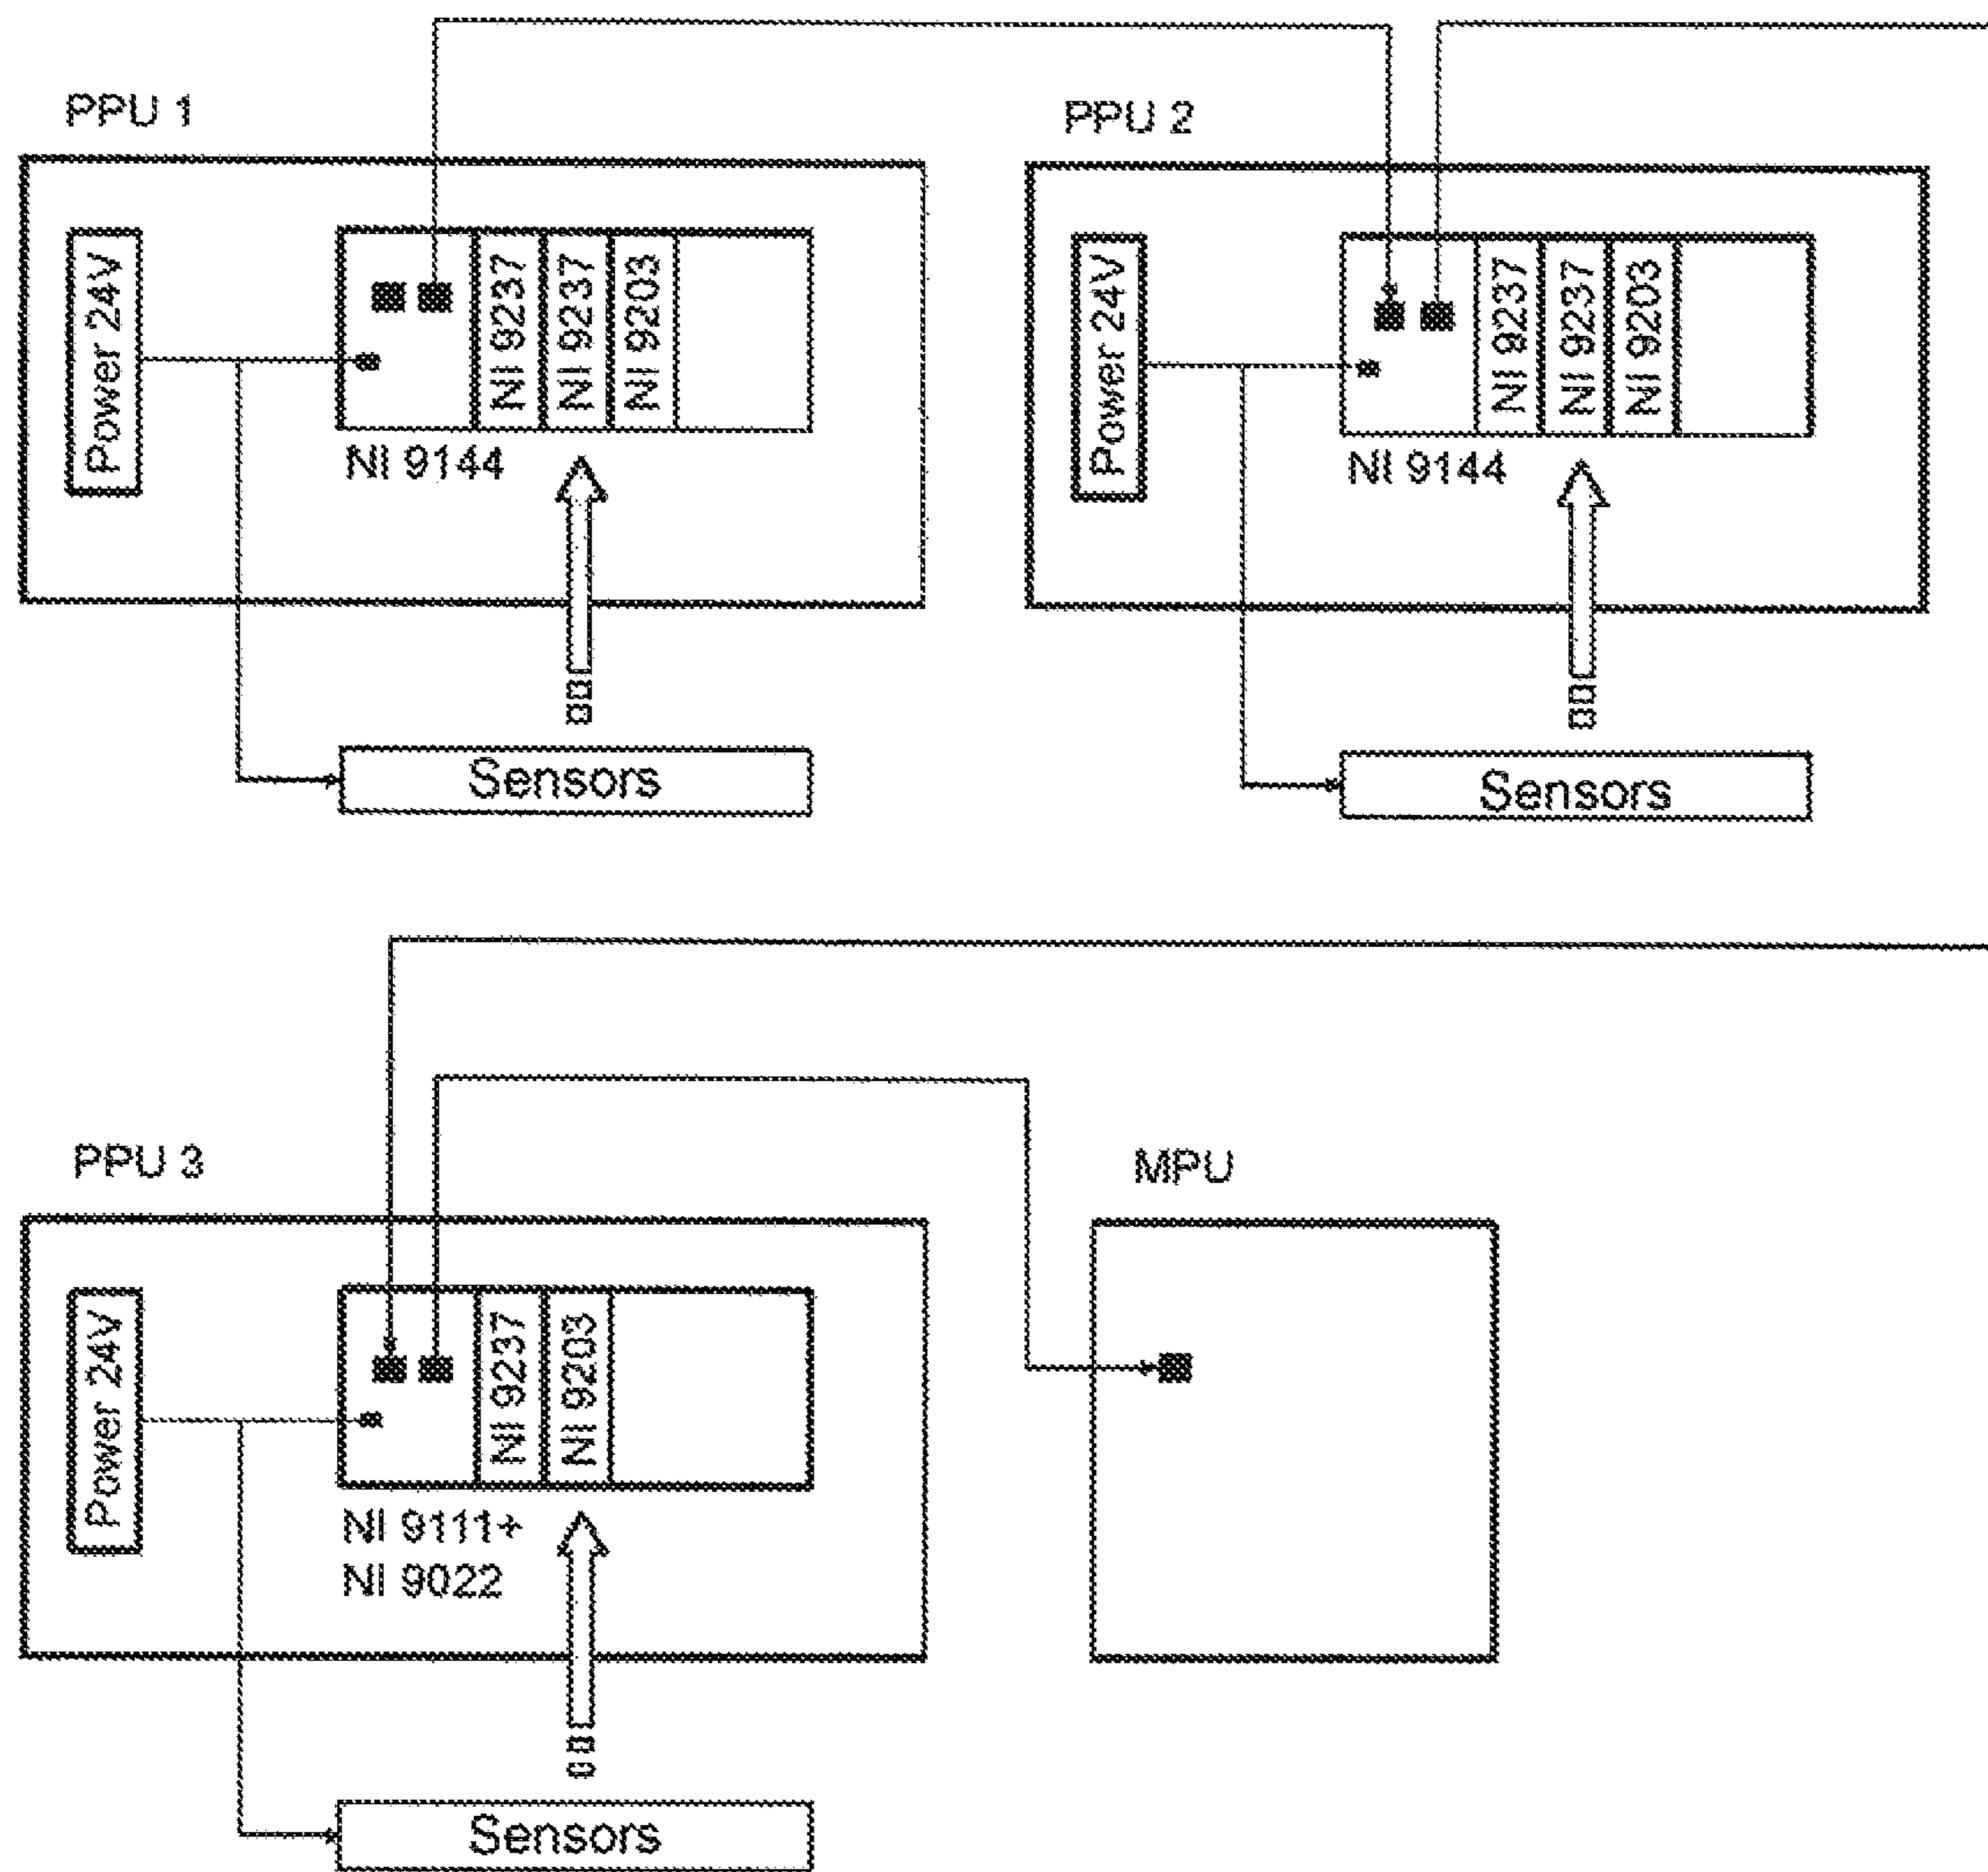 PPU 1
Power 24V
NI 9237
NI 9237
NI 9203
NI 9144
Sensors
PPU 2
Power 24V
NI 9237
NI 9237
NI 9203
NI 9144
Sensors
PPU 3
Power 24V
NI 9237
NI 9203
NI 9111+
NI 9022
Sensors
MPU